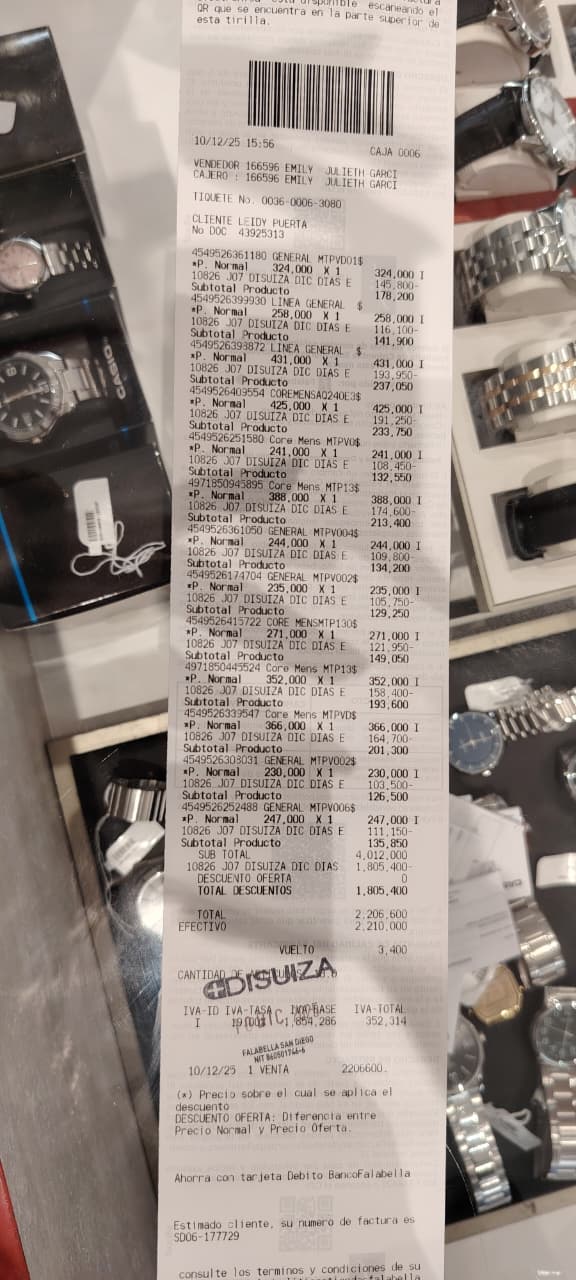 QR que se encuentra en la parte superior de
esta tirilla.
10/12/25 15:56 CAJA 0006
VENDEDOR 166596 EMILY JULIETH GARCI
CAJERO : 166596 EMILY JULIETH GARCI
TIQUETE No. 0036-0006-3080
CLIENTE LEIDY PUERTA
No DOC 43925313
4549526361180 GENERAL MTPVD01$
*P. Normal 324,000 X 1 324,000 I
10826 J07 DISUIZA DIC DIAS E 145,800-
Subtotal Producto 178,200
4549526399930 LINEA GENERAL $
*P. Normal 258,000 X 1 258,000 I
10826 J07 DISUIZA DIC DIAS E 116,100-
Subtotal Producto 141,900
4549526398872 LINEA GENERAL $
*P. Normal 431,000 X 1 431,000 I
10826 J07 DISUIZA DIC DIAS E 193,950-
Subtotal Producto 237,050
4549526409554 COREMENSAQ240E3$
*P. Normal 425,000 X 1 425,000 I
10826 J07 DISUIZA DIC DIAS E 191,250-
Subtotal Producto 233,750
4549526251580 Core Mens MTPV0$
*P. Normal 241,000 X 1 241,000 I
10826 J07 DISUIZA DIC DIAS E 108,450-
Subtotal Producto 132,550
4971850945895 Core Mens MTP13$
*P. Normal 388,000 X 1 388,000 I
10826 J07 DISUIZA DIC DIAS E 174,600-
Subtotal Producto 213,400
4549526361050 GENERAL MTPV004$
*P. Normal 244,000 X 1 244,000 I
10826 J07 DISUIZA DIC DIAS E 109,800-
Subtotal Producto 134,200
4549526174704 GENERAL MTPV002$
*P. Normal 235,000 X 1 235,000 I
10826 J07 DISUIZA DIC DIAS E 105,750-
Subtotal Producto 129,250
4549526415722 CORE MENSMTP130$
*P. Normal 271,000 X 1 271,000 I
10826 J07 DISUIZA DIC DIAS E 121,950-
Subtotal Producto 149,050
4971850445524 Core Mens MTP13$
*P. Normal 352,000 X 1 352,000 I
10826 J07 DISUIZA DIC DIAS E 158,400-
Subtotal Producto 193,600
4549526339547 Core Mens MTPVD$
*P. Normal 366,000 X 1 366,000 I
10826 J07 DISUIZA DIC DIAS E 164,700-
Subtotal Producto 201,300
4549526308031 GENERAL MTPV002$
*P. Normal 230,000 X 1 230,000 I
10826 J07 DISUIZA DIC DIAS E 103,500-
Subtotal Producto 126,500
4549526252488 GENERAL MTPV006$
*P. Normal 247,000 X 1 247,000 I
10826 J07 DISUIZA DIC DIAS E 111,150-
Subtotal Producto 135,850
SUB TOTAL 4,012,000
10826 J07 DISUIZA DIC DIAS 1,805,400-
DESCUENTO OFERTA 0
TOTAL DESCUENTOS 1,805,400
TOTAL 2,206,600
EFECTIVO 2,210,000
VUELTO 3,400
CANTIDAD DE
DISUIZA
IVA-ID IVA-TASA IVA-BASE IVA-TOTAL
I 1,854,286 352,314
FALABELLA SAN DIEGO
10/12/25 1 VENTA 2206600.
(*) Precio sobre el cual se aplica el
descuento
DESCUENTO OFERTA: Diferencia entre
Precio Normal y Precio Oferta.
Ahorra con tarjeta Debito BancoFalabella
Estimado cliente, su numero de factura es
SD06-177729
consulte los terminos y condiciones de su
CASIO